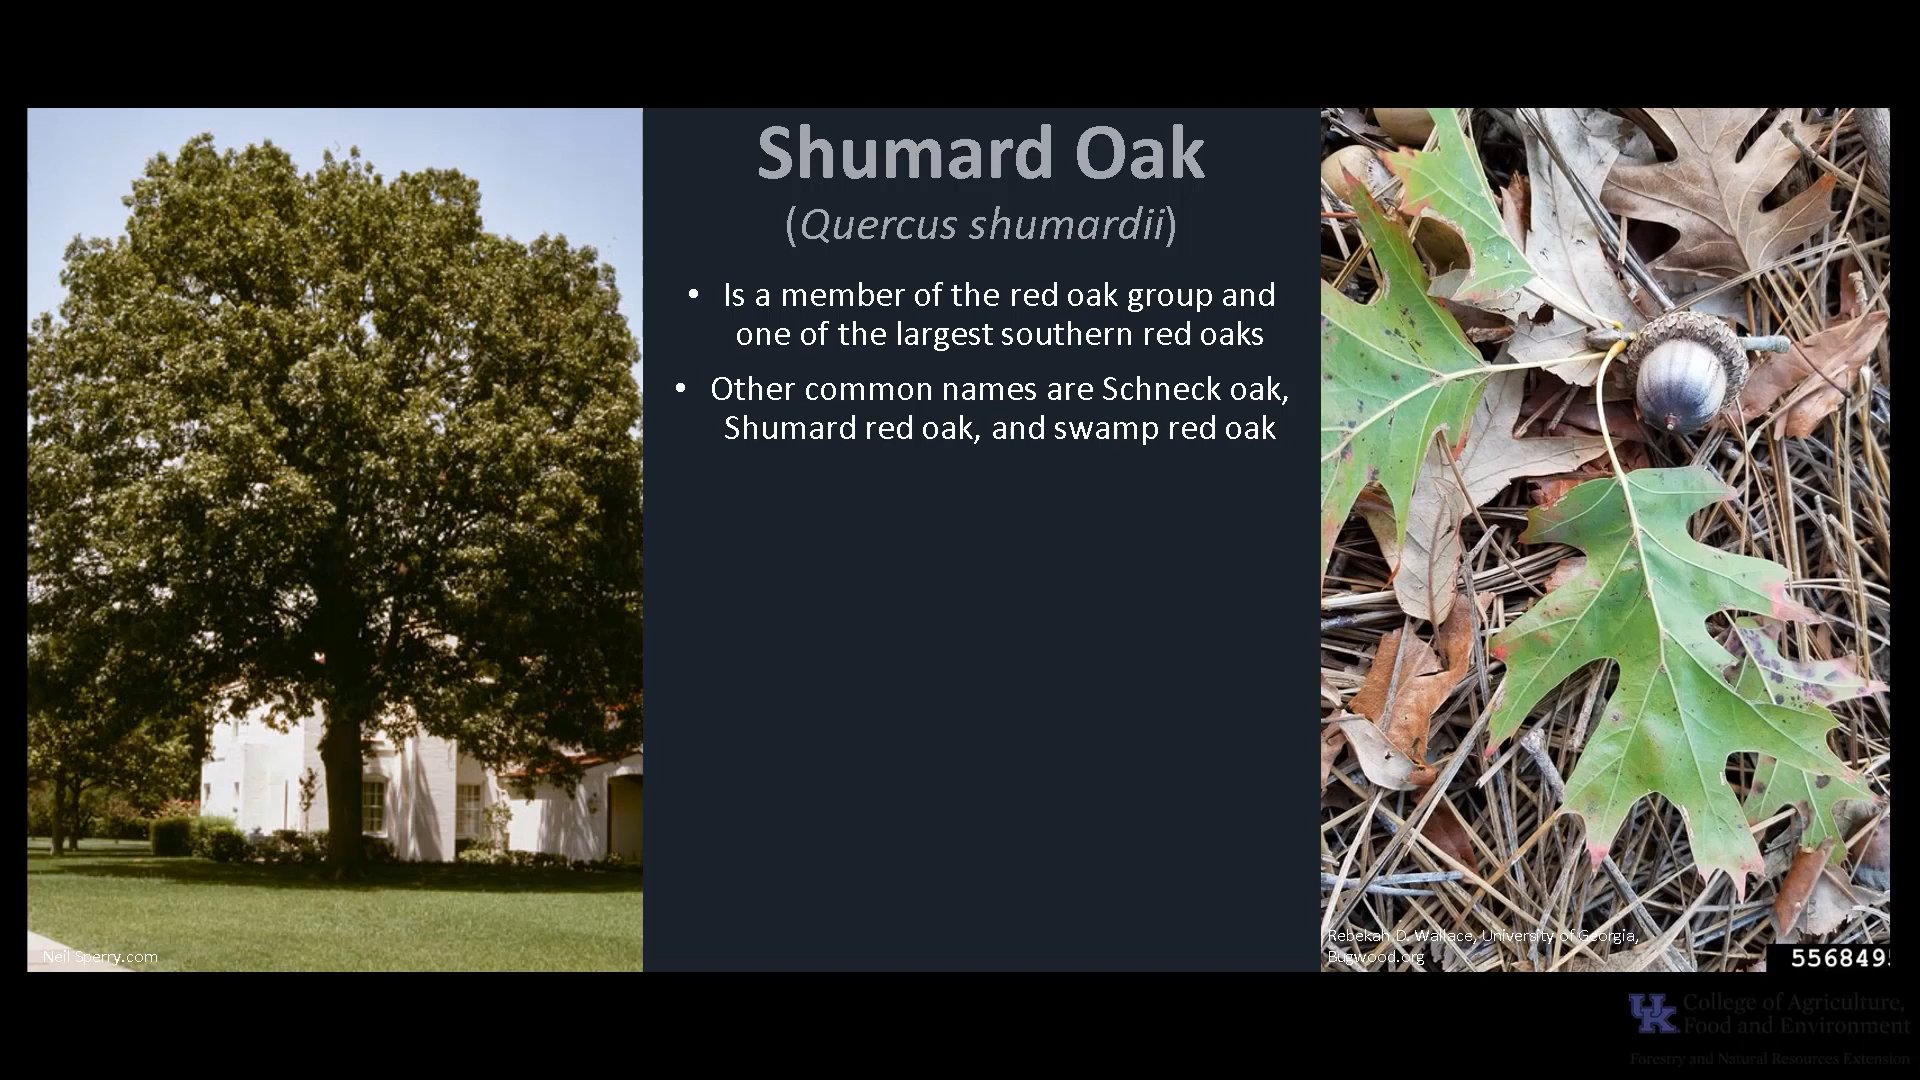 Shumard Oak
(Quercus shumardii)
• Is a member of the red oak group and
one of the largest southern red oaks
• Other common names are Schneck oak,
Shumard red oak, and swamp red oak
Neil Sperry.com
Rebekah D. Wallace, University of Georgia,
Bugwood.org
556849
UK College of Agriculture,
Food and Environment
Forestry and Natural Resources Extension